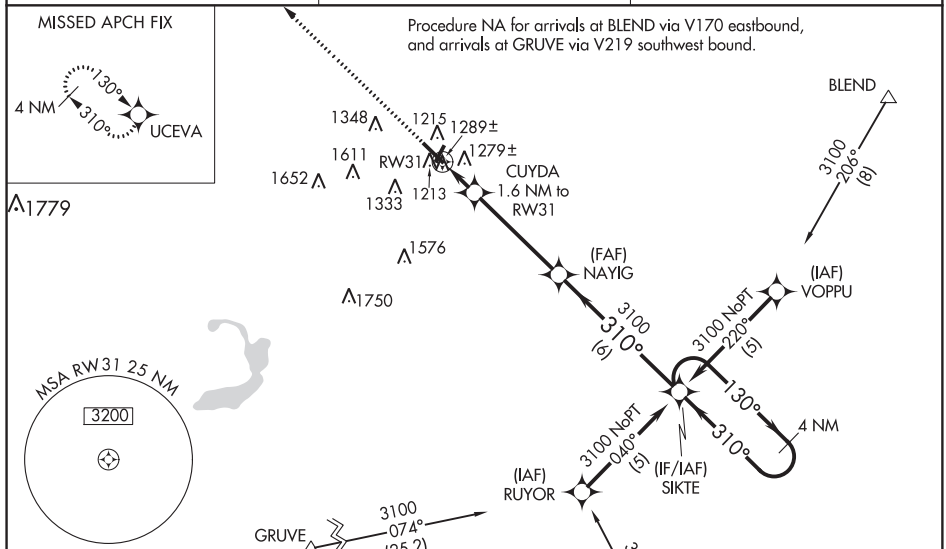 MISSED APCH FIX
4 NM
130°
310°
UCEVA
Procedure NA for arrivals at BLEND via V170 eastbound,
and arrivals at GRUVE via V219 southwest bound.
BLEND
3100
206°
(8)
1348
1215
1289±
RW31
1279±
1611
1652
1333
1213
CUYDA
1.6 NM to
RW31
1779
1576
1750
(FAF)
NAYIG
(IAF)
VOPPU
3100
310°
(6)
3100 NoPT
220°
(5)
130°
310°
4 NM
MSA RW31 25 NM
3200
3100 NoPT
040°
(5)
(IF/IAF)
SIKTE
(IAF)
RUYOR
GRUVE
3100
074°
(25.2)